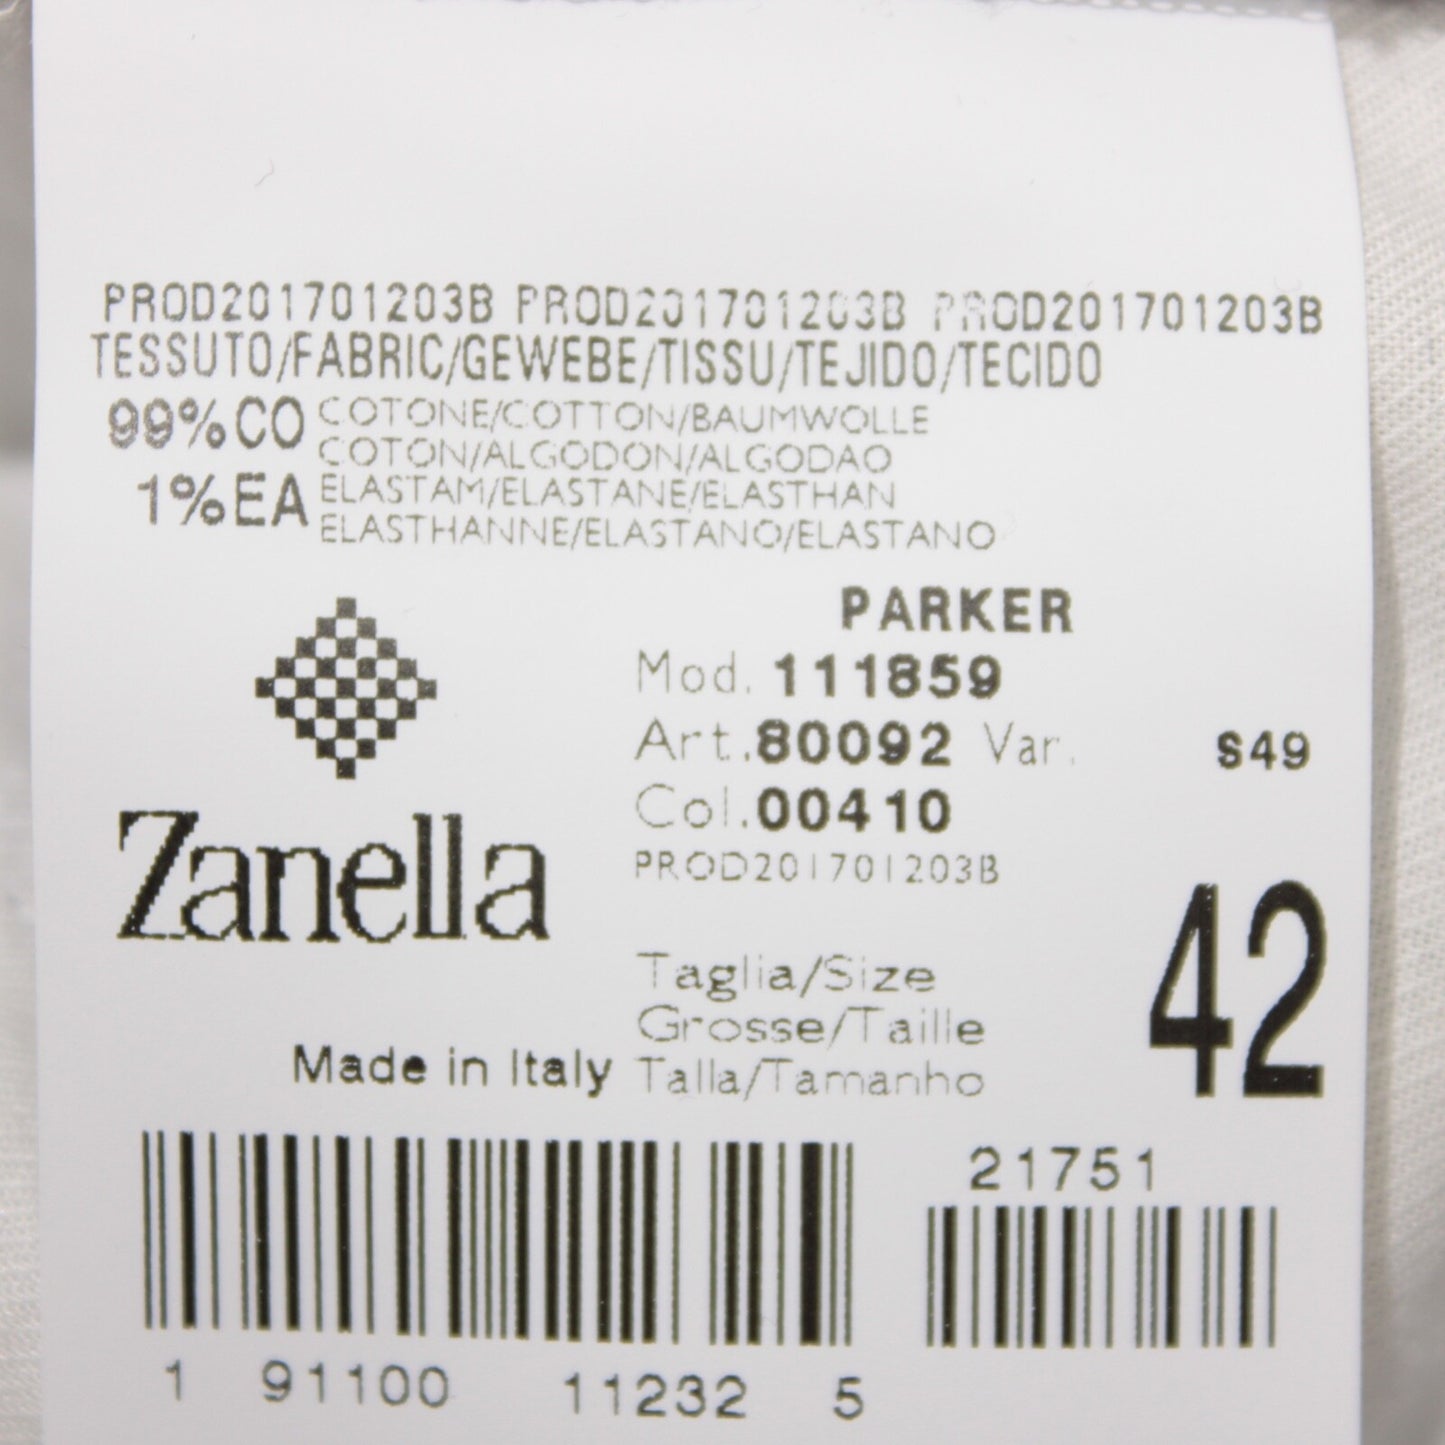 PROD201701203B PROD201701203B PROD201701203B
TESSUTO/FABRIC/GEWEBE/TISSU/TEJIDO/TECIDO
99%CO COTONE/COTTON/BAUMWOLLE
COTON/ALGODON/ALGODAO
1%EA ELASTAM/ELASTANE/ELASTHAN
ELASTHANNE/ELASTANO/ELASTANO
PARKER
Mod. 111859
Art.80092 Var. S49
Col.00410
PROD201701203B
Zanella
Made in Italy
Taglia/Size
Grosse/Taille
Talla/Tamanho
42
21751
1 91100 11232 5